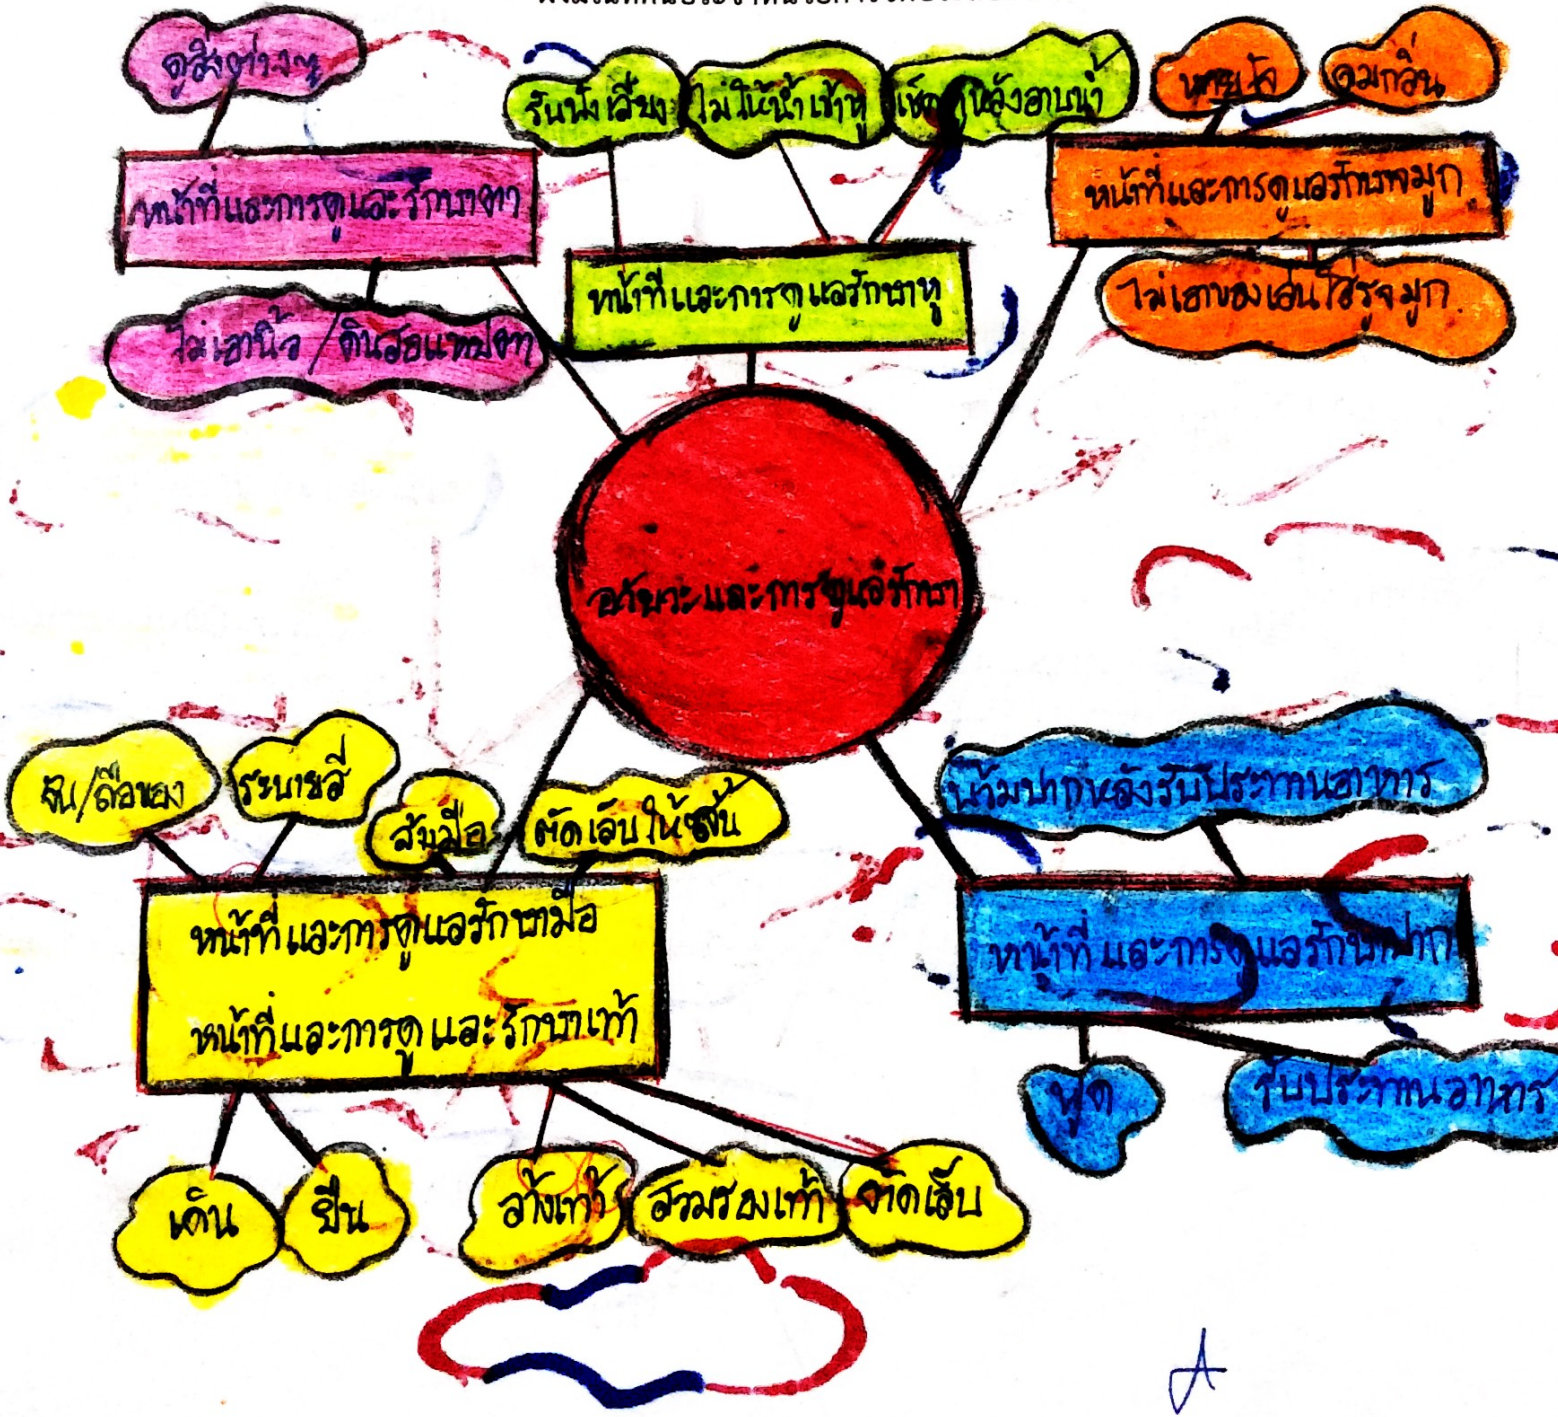 ดูสิ่งต่างๆ
หน้าที่และการดูและรักษาตา
ไม่เอานิ้ว / ดินสอแทงตา
รับฟังเสียง
ไม่ให้น้ำเข้าหู
หลังอาบน้ำ
หน้าที่และการดูแลรักษาหู
หายใจ
ดมกลิ่น
หน้าที่และการดูแลรักษาจมูก
ไม่เอาของเล่นใส่รูจมูก
อวัยวะและการดูแลรักษา
จับ/ถือของ
ระบายสี
ล้างมือ
ตัดเล็บให้สั้น
หน้าที่และการดูแลรักษามือ
หน้าที่และการดูและรักษาเท้า
เดิน
ยืน
ล้างเท้า
สวมรองเท้า
ตัดเล็บ
บ้วมปากหลังรับประทานอาหาร
หน้าที่และการดูแลรักษาปาก
พูด
รับประทานอาหาร